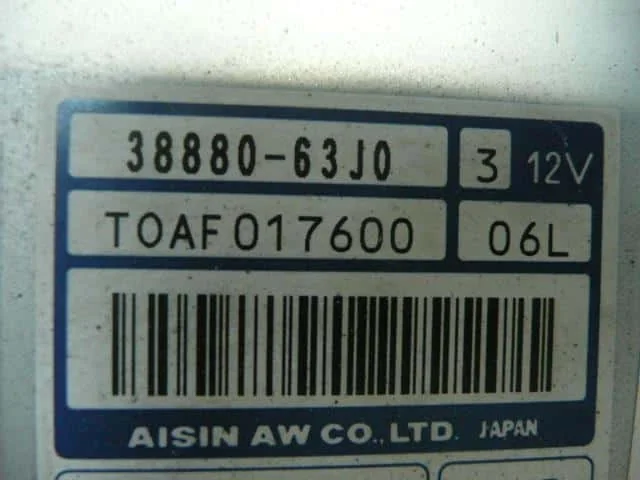 38880-63J0 3 12V
TOAF017600 06L
AISIN AW CO.,LTD. JAPAN